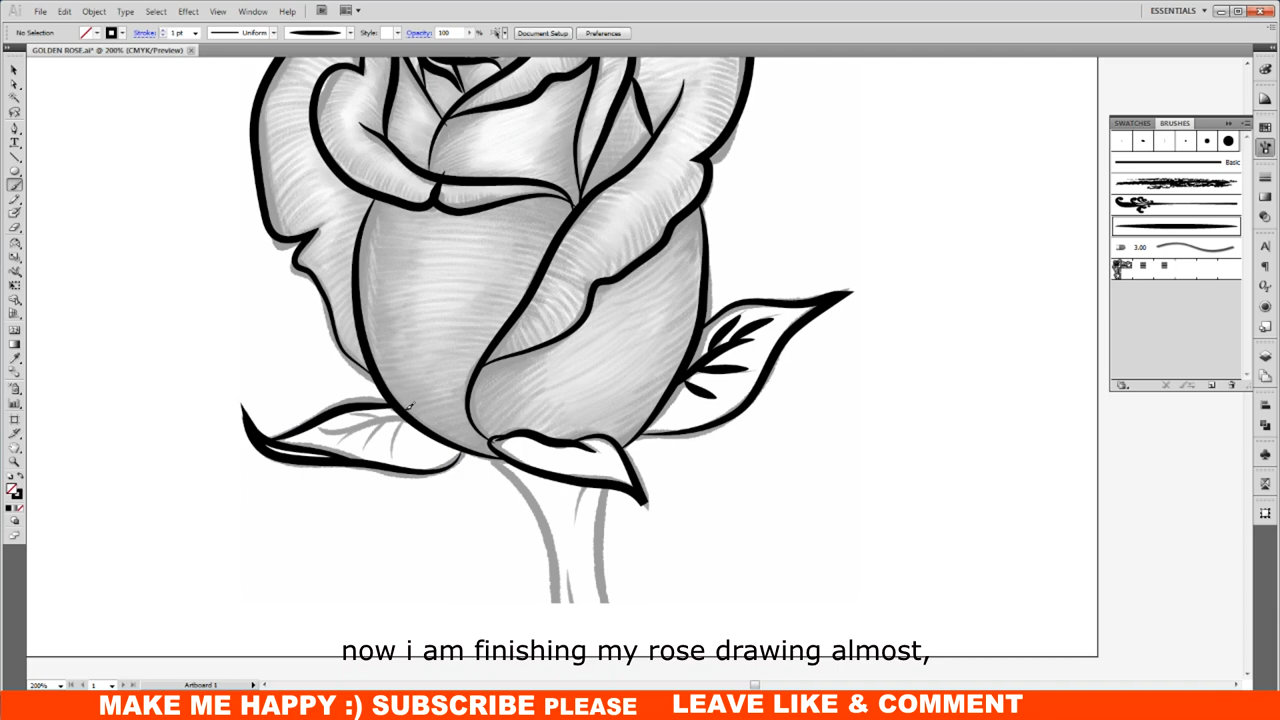 Ai File Edit Object Type Select Effect View Window Help ESSENTIALS
No Selection Stroke: 1 pt Uniform Style: Opacity: 100 % Document Setup Preferences
GOLDEN ROSE.ai* @ 200% (CMYK/Preview)
SWATCHES BRUSHES
Basic
3.00
now i am finishing my rose drawing almost,
200% 1 Artboard 1
MAKE ME HAPPY :) SUBSCRIBE PLEASE LEAVE LIKE & COMMENT